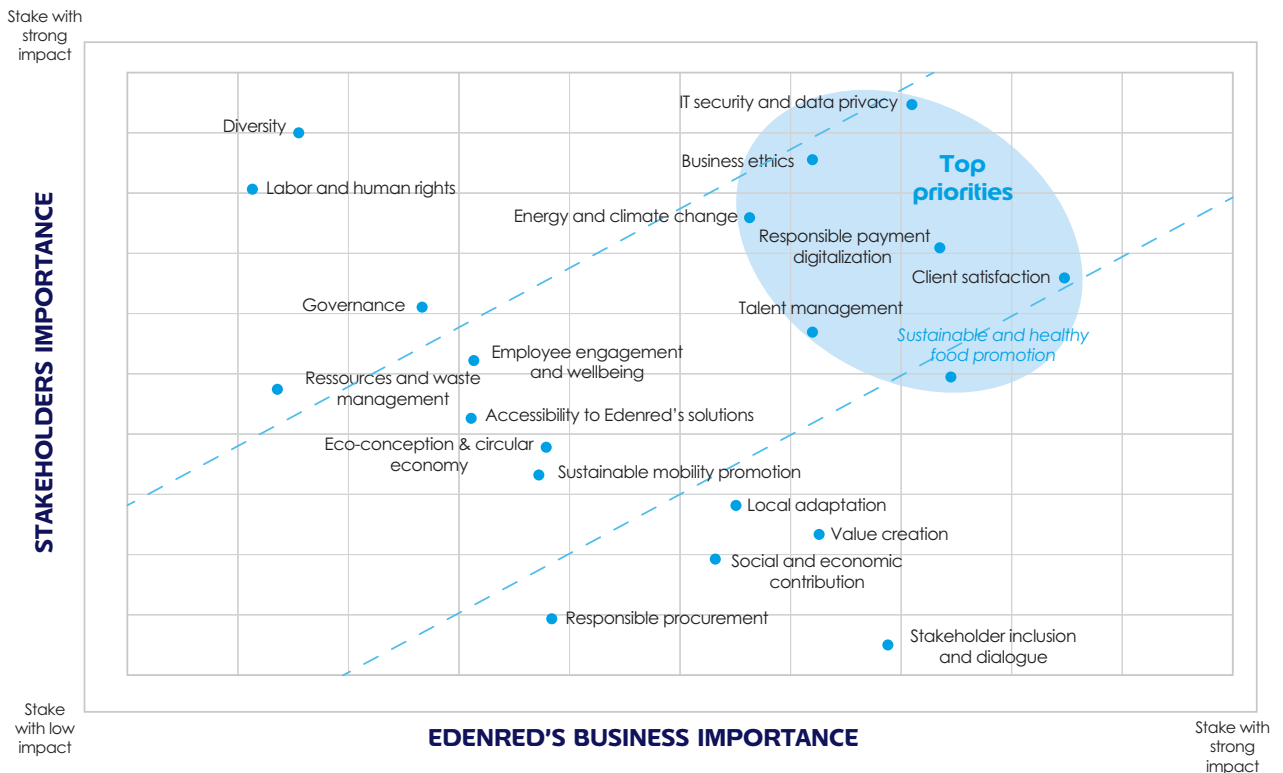 Stake with
strong
impact
IT security and data privacy
Diversity
Business ethics
Top
priorities
Labor and human rights
Energy and climate change
Responsible payment
digitalization
Client satisfaction
Governance
Talent management
Sustainable and healthy
food promotion
Employee engagement
and wellbeing
Ressources and waste
management
Accessibility to Edenred's solutions
Eco-conception & circular
economy
Sustainable mobility promotion
Local adaptation
Value creation
Social and economic
contribution
Responsible procurement
Stakeholder inclusion
and dialogue
STAKEHOLDERS IMPORTANCE
Stake
with low
impact
EDENRED'S BUSINESS IMPORTANCE
Stake with
strong
impact